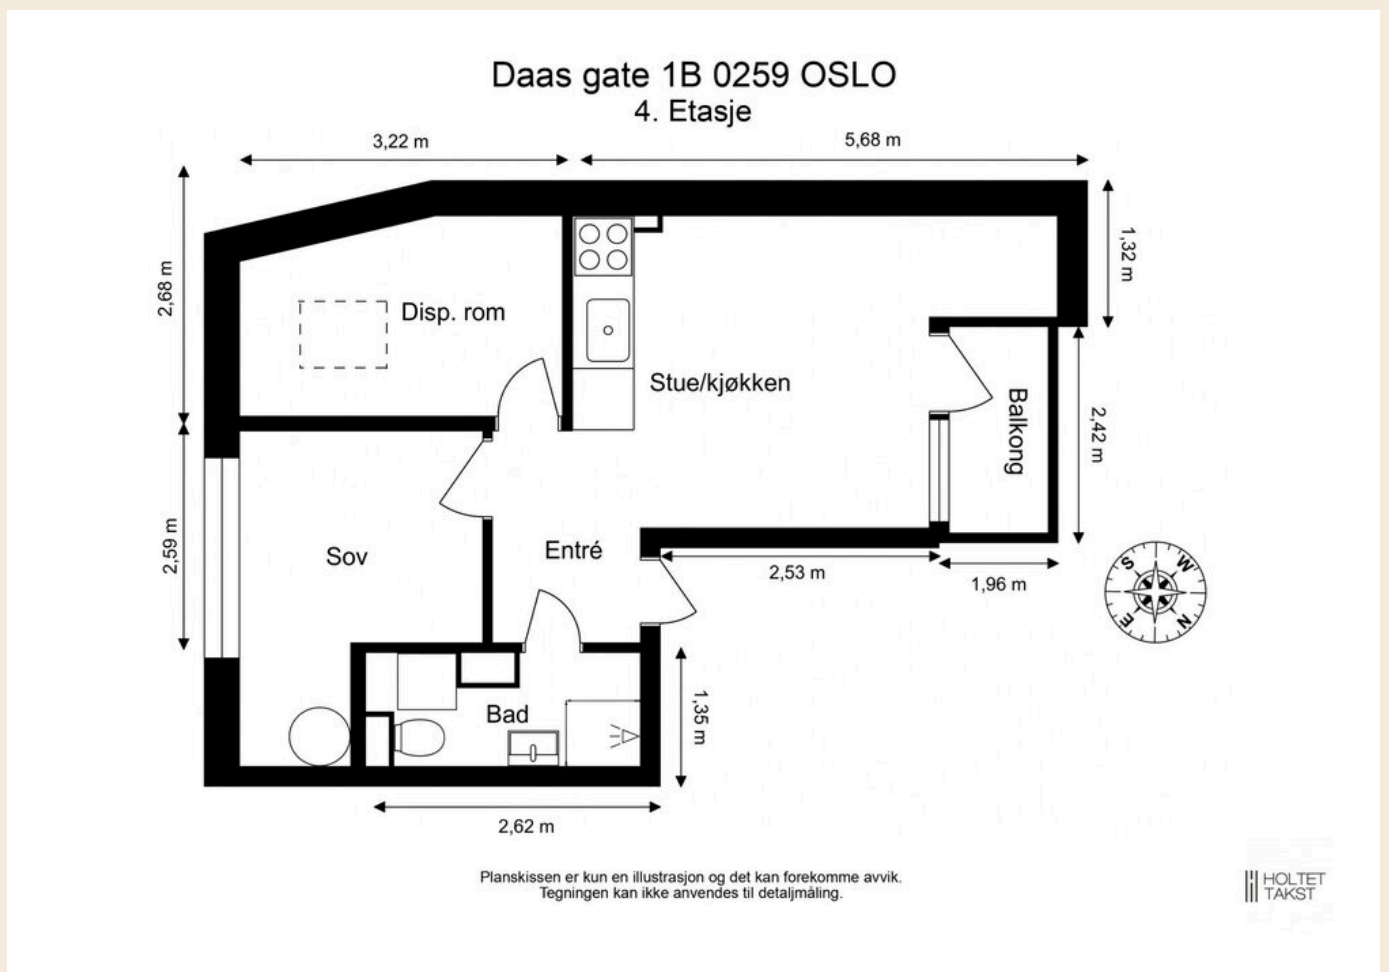 Daas gate 1B 0259 OSLO
4. Etasje
3,22 m
5,68 m
2,68 m
1,32 m
Disp. rom
Stue/kjøkken
Balkong
2,42 m
2,59 m
Sov
Entré
2,53 m
1,96 m
S
W
E
N
Bad
1,35 m
2,62 m
Planskissen er kun en illustrasjon og det kan forekomme avvik.
Tegningen kan ikke anvendes til detaljmåling.
HOLTET
TAKST